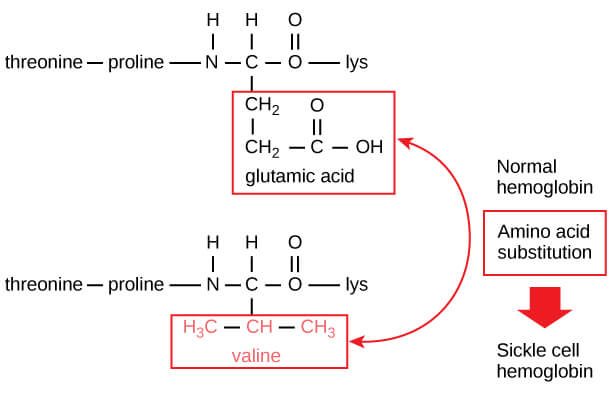 H H O
threonine — proline — N — C — O — lys
CH₂ O
CH₂ — C — OH
glutamic acid
Normal
hemoglobin
Amino acid
substitution
H H O
threonine — proline — N — C — O — lys
H₃C — CH — CH₃
valine
Sickle cell
hemoglobin